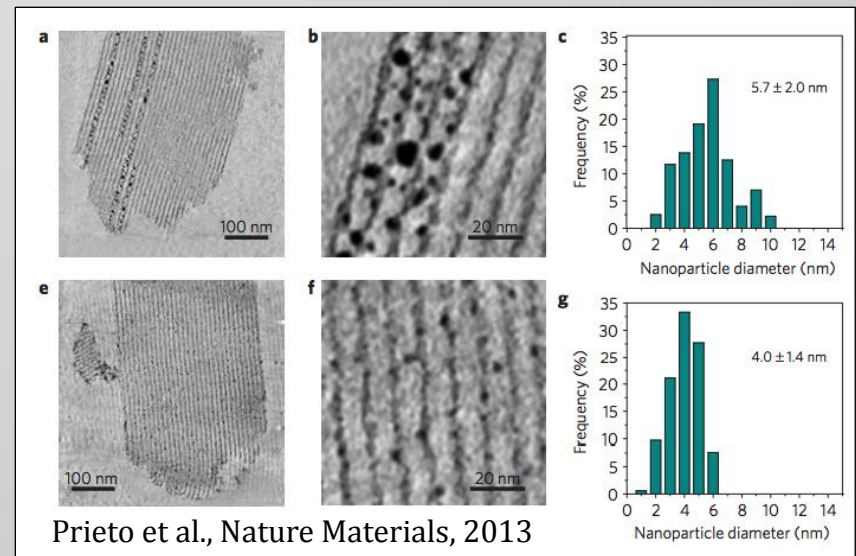 a
100 nm
b
20 nm
c
35
30
25
20
15
10
5
0
Frequency (%)
5.7 ± 2.0 nm
0 2 4 6 8 10 12 14
Nanoparticle diameter (nm)
e
100 nm
f
20 nm
g
35
30
25
20
15
10
5
0
Frequency (%)
4.0 ± 1.4 nm
0 2 4 6 8 10 12 14
Nanoparticle diameter (nm)
Prieto et al., Nature Materials, 2013